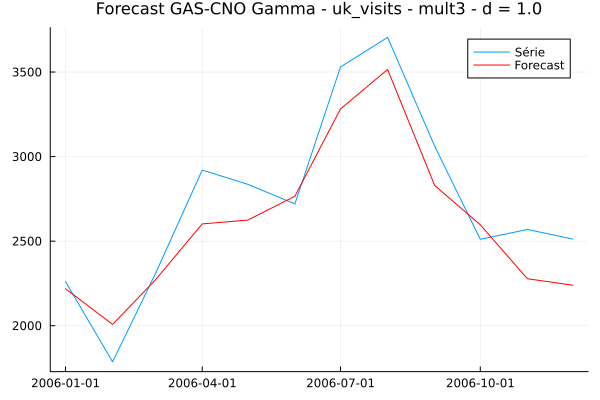 Forecast GAS-CNO Gamma - uk_visits - mult3 - d = 1.0
Série
Forecast
3500
3000
2500
2000
2006-01-01
2006-04-01
2006-07-01
2006-10-01